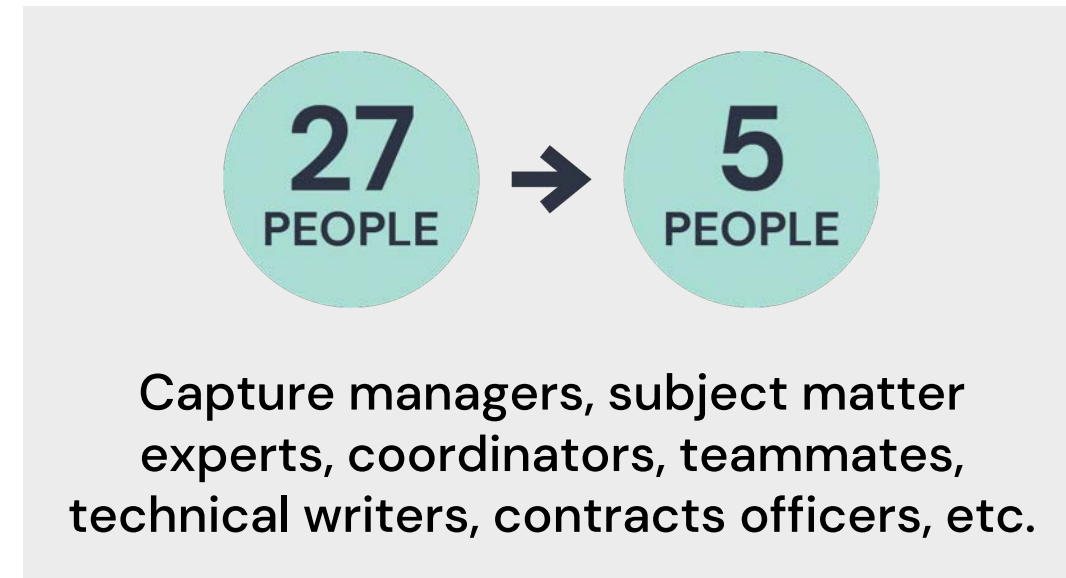 27
PEOPLE
5
PEOPLE
Capture managers, subject matter
experts, coordinators, teammates,
technical writers, contracts officers, etc.